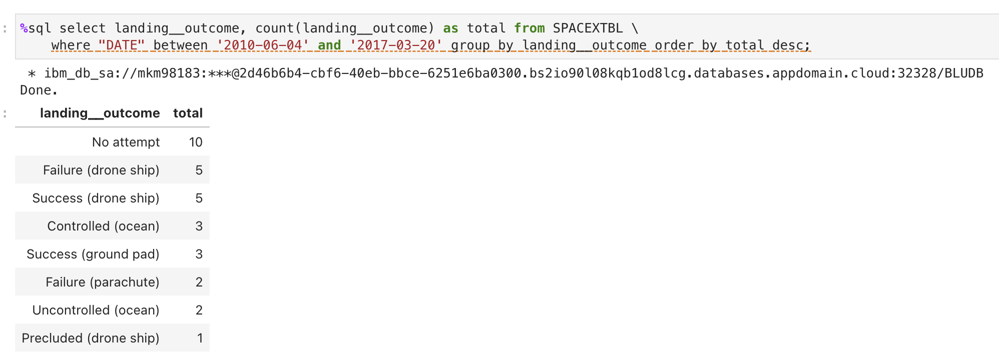 : %sql select landing__outcome, count(landing__outcome) as total from SPACEXTBL \
where "DATE" between '2010-06-04' and '2017-03-20' group by landing__outcome order by total desc;
* ibm_db_sa://mkm98183:***@2d46b6b4-cbf6-40eb-bbce-6251e6ba0300.bs2io90l08kqb1od8lcg.databases.appdomain.cloud:32328/BLUDB
Done.
: landing__outcome total
No attempt 10
Failure (drone ship) 5
Success (drone ship) 5
Controlled (ocean) 3
Success (ground pad) 3
Failure (parachute) 2
Uncontrolled (ocean) 2
Precluded (drone ship) 1